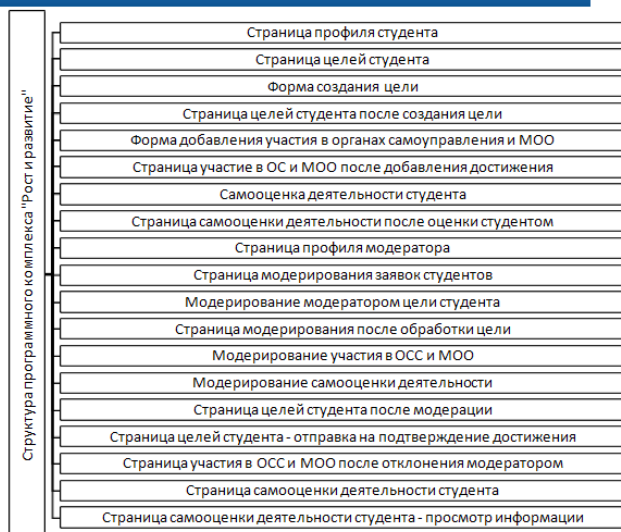 Структура программного комплекса "Рост и развитие"
Страница профиля студента
Страница целей студента
Форма создания цели
Страница целей студента после создания цели
Форма добавления участия в органах самоуправления и МОО
Страница участие в ОС и МОО после добавления достижения
Самооценка деятельности студента
Страница самооценки деятельности после оценки студентом
Страница профиля модератора
Страница модерирования заявок студентов
Модерирование модератором цели студента
Страница модерирования после обработки цели
Модерирование участия в ОСС и МОО
Модерирование самооценки деятельности
Страница целей студента после модерации
Страница целей студента - отправка на подтверждение достижения
Страница участия в ОСС и МОО после отклонения модератором
Страница самооценки деятельности студента
Страница самооценки деятельности студента - просмотр информации